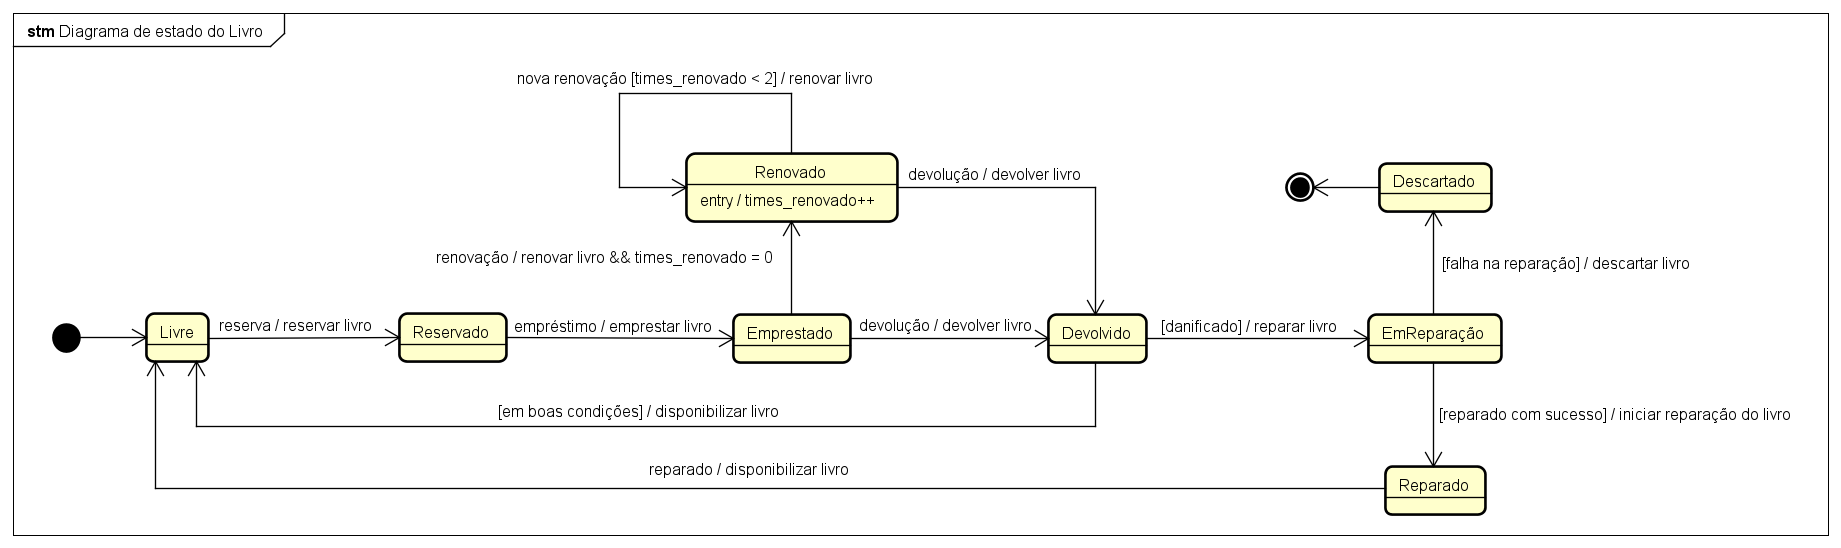 stm Diagrama de estado do Livro
nova renovação [times_renovado < 2] / renovar livro
Renovado
entry / times_renovado++
devolução / devolver livro
Descartado
renovação / renovar livro && times_renovado = 0
[falha na reparação] / descartar livro
Livre
reserva / reservar livro
Reservado
empréstimo / emprestar livro
Emprestado
devolução / devolver livro
Devolvido
[danificado] / reparar livro
EmReparação
[em boas condições] / disponibilizar livro
[reparado com sucesso] / iniciar reparação do livro
reparado / disponibilizar livro
Reparado